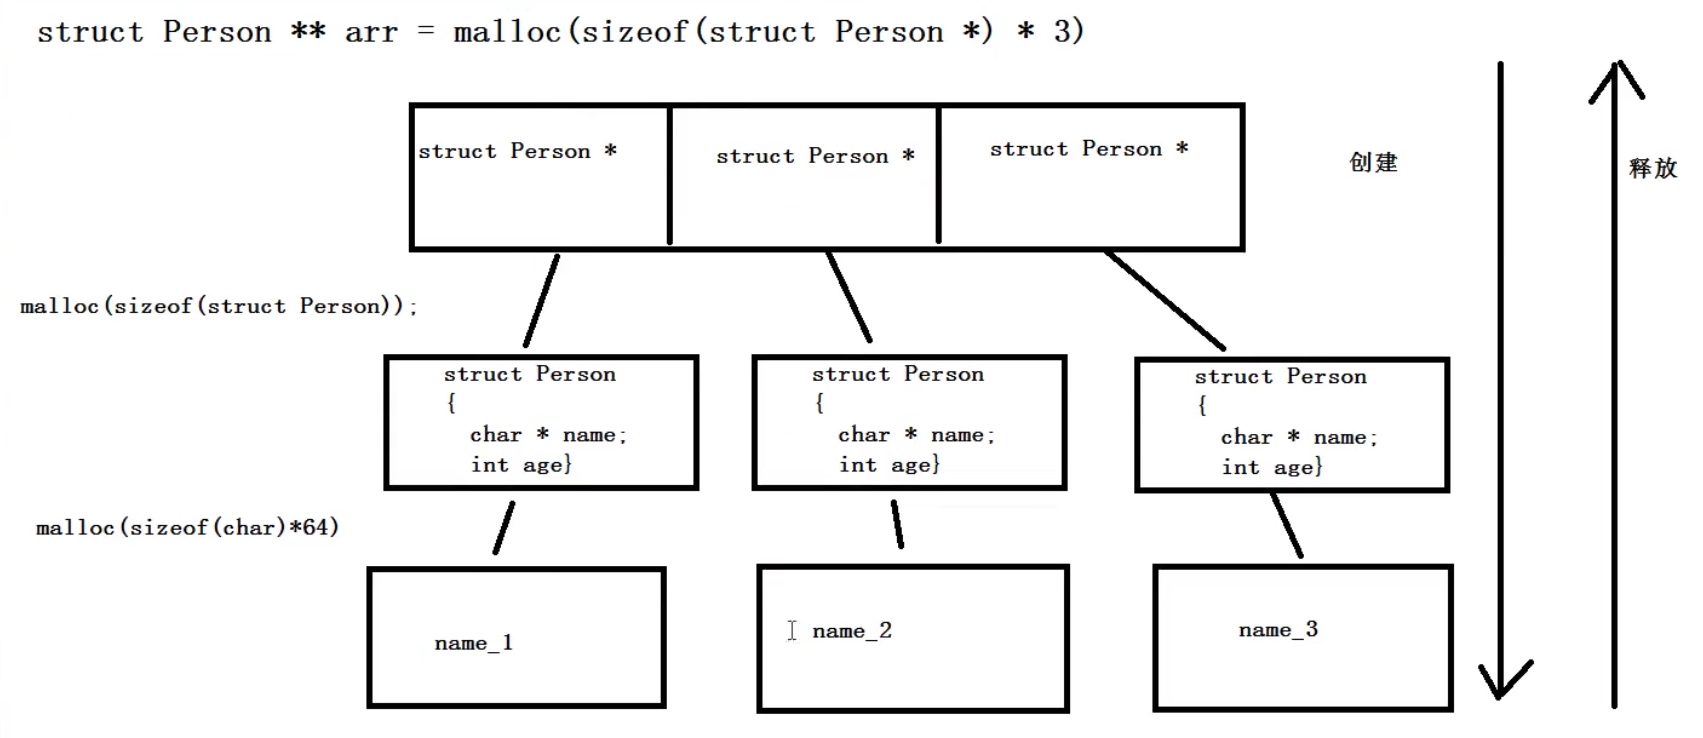 struct Person ** arr = malloc(sizeof(struct Person *) * 3)
struct Person *
struct Person *
struct Person *
创建
释放
malloc(sizeof(struct Person));
struct Person
{
char * name;
int age}
struct Person
{
char * name;
int age}
struct Person
{
char * name;
int age}
malloc(sizeof(char)*64)
name_1
name_2
name_3